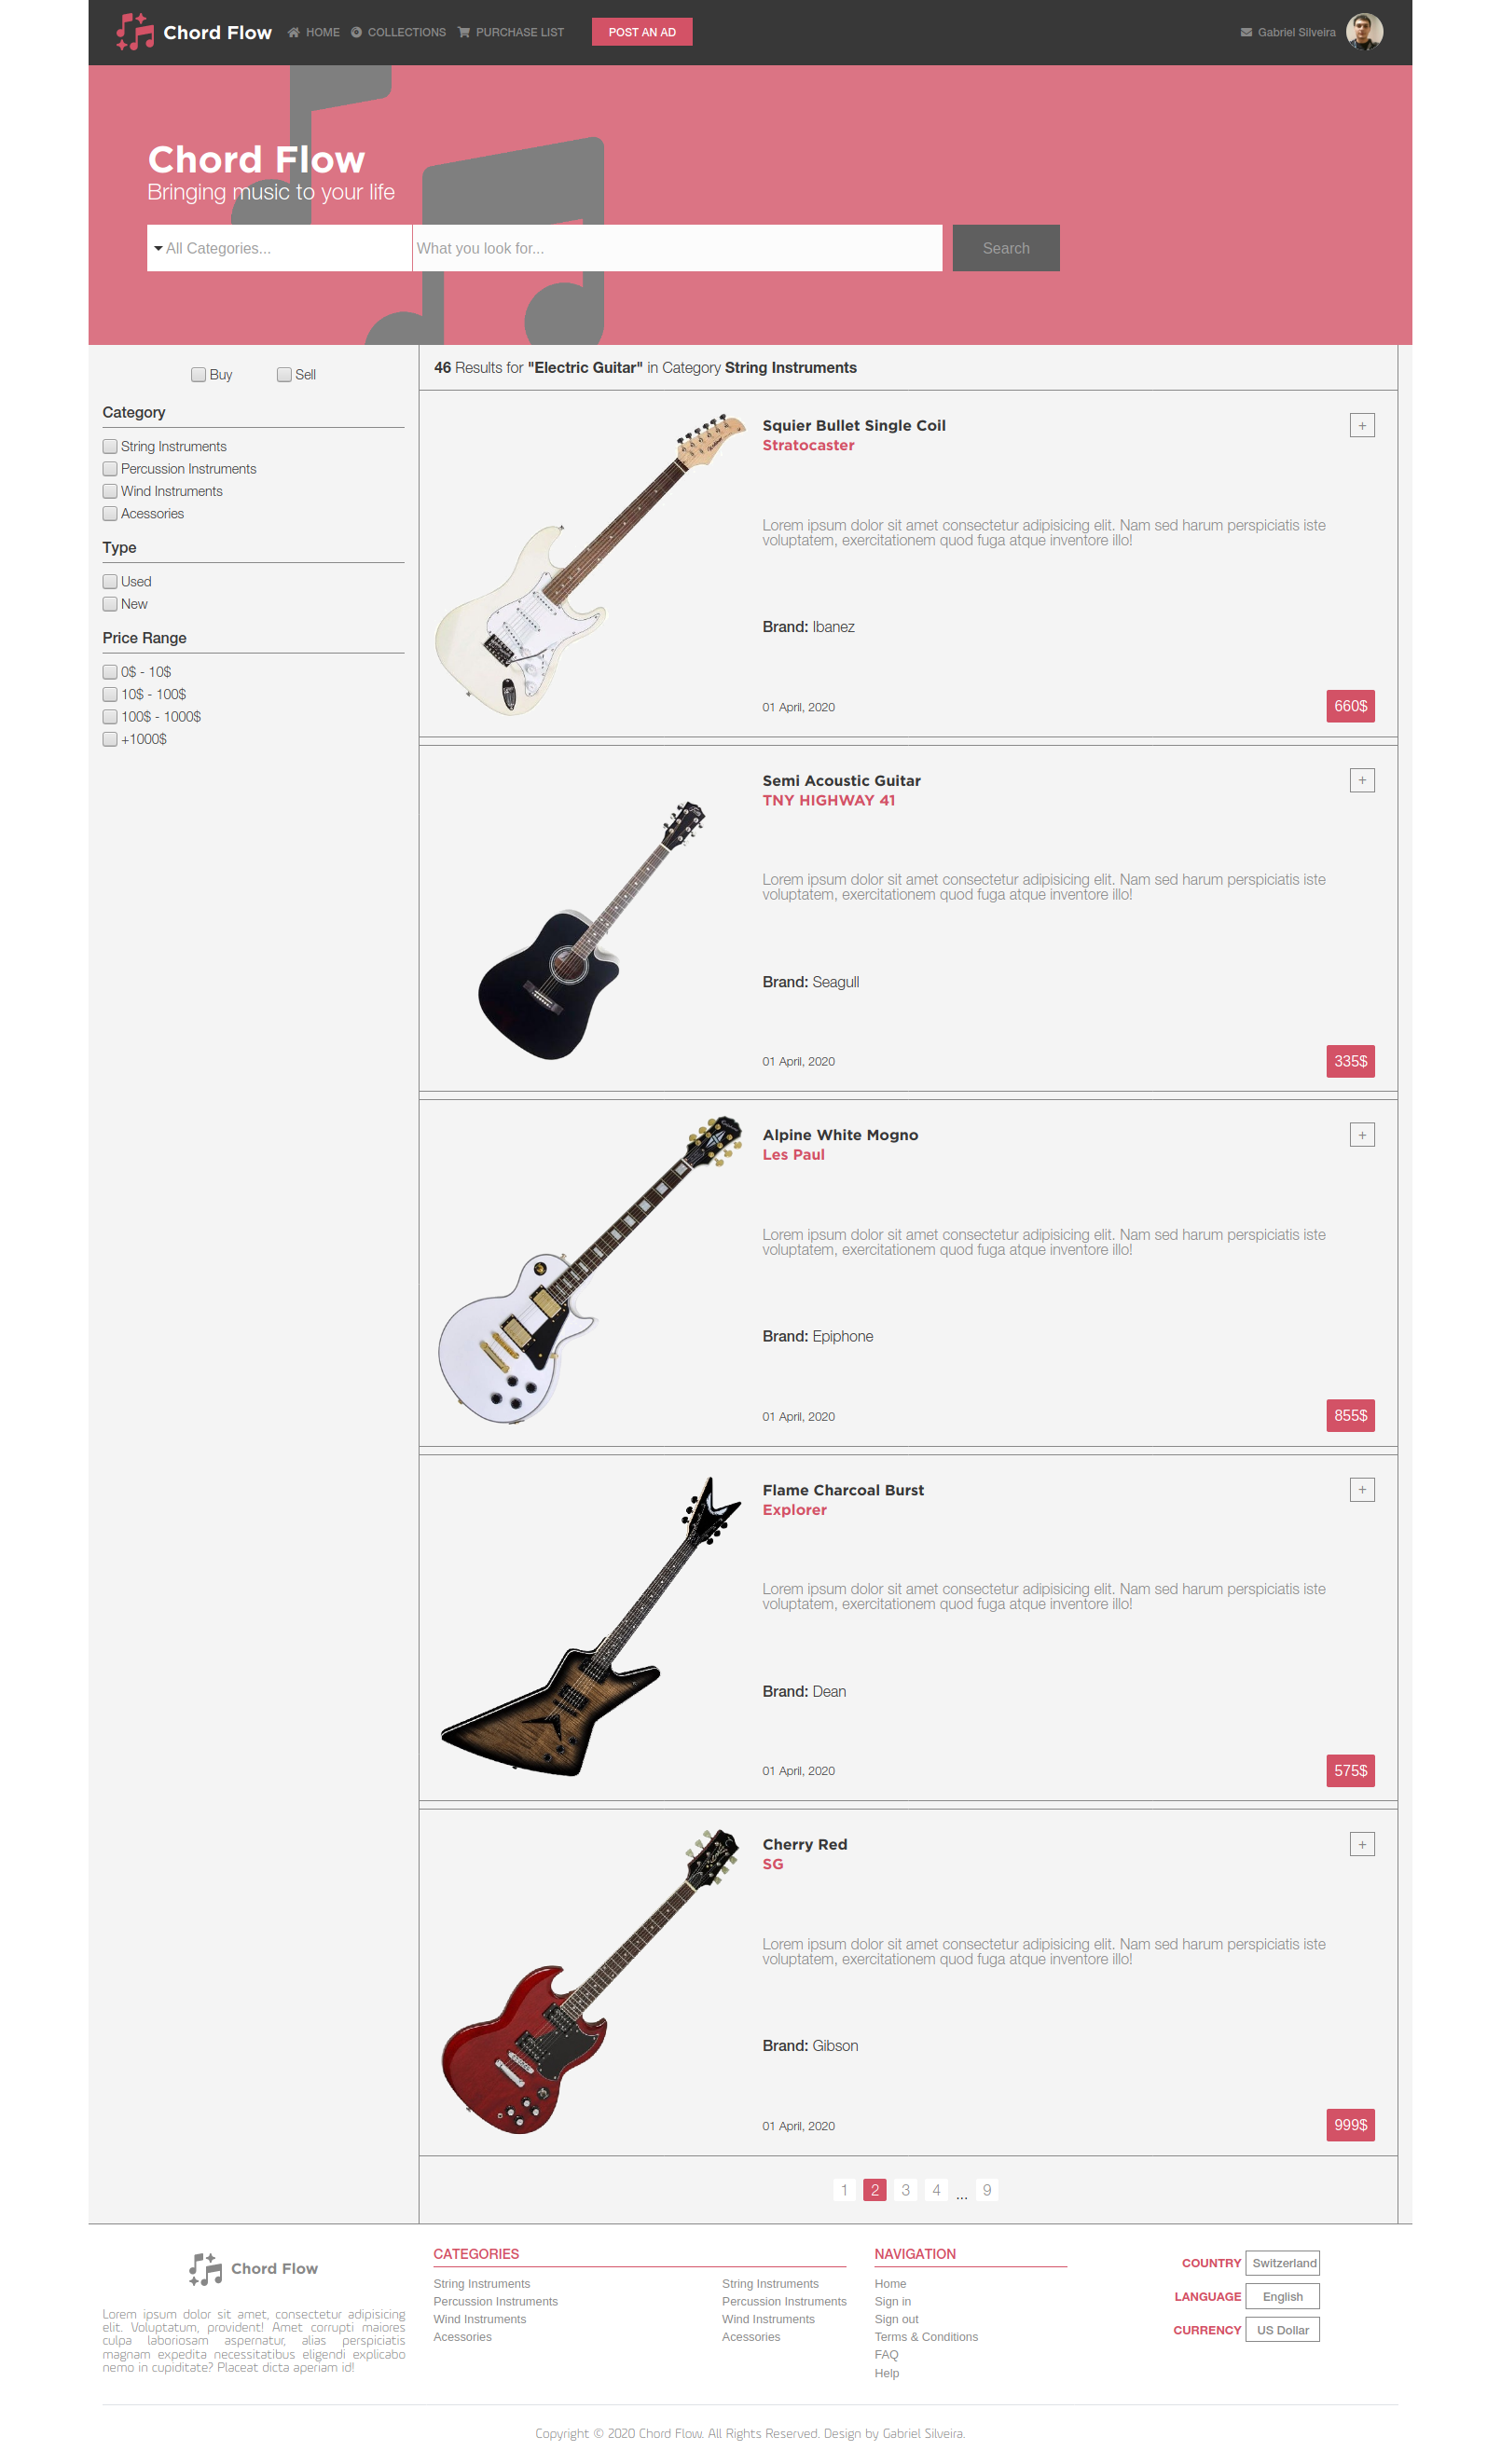 Chord Flow HOME COLLECTIONS PURCHASE LIST POST AN AD Gabriel Silveira
Chord Flow
Bringing music to your life
All Categories... What you look for... Search
Buy Sell
Category
String Instruments
Percussion Instruments
Wind Instruments
Acessories
Type
Used
New
Price Range
0$ - 10$
10$ - 100$
100$ - 1000$
+1000$
46 Results for "Electric Guitar" in Category String Instruments
Squier Bullet Single Coil +
Stratocaster
Lorem ipsum dolor sit amet consectetur adipisicing elit. Nam sed harum perspiciatis iste
voluptatem, exercitationem quod fuga atque inventore illo!
Brand: Ibanez
01 April, 2020 660$
Semi Acoustic Guitar +
TNY HIGHWAY 41
Lorem ipsum dolor sit amet consectetur adipisicing elit. Nam sed harum perspiciatis iste
voluptatem, exercitationem quod fuga atque inventore illo!
Brand: Seagull
01 April, 2020 335$
Alpine White Mogno +
Les Paul
Lorem ipsum dolor sit amet consectetur adipisicing elit. Nam sed harum perspiciatis iste
voluptatem, exercitationem quod fuga atque inventore illo!
Brand: Epiphone
01 April, 2020 855$
Flame Charcoal Burst +
Explorer
Lorem ipsum dolor sit amet consectetur adipisicing elit. Nam sed harum perspiciatis iste
voluptatem, exercitationem quod fuga atque inventore illo!
Brand: Dean
01 April, 2020 575$
Cherry Red +
SG
Lorem ipsum dolor sit amet consectetur adipisicing elit. Nam sed harum perspiciatis iste
voluptatem, exercitationem quod fuga atque inventore illo!
Brand: Gibson
01 April, 2020 999$
1 2 3 4 ... 9
Chord Flow
Lorem ipsum dolor sit amet, consectetur adipisicing
elit. Voluptatum, provident! Amet corrupti maiores
culpa laboriosam aspernatur, alias perspiciatis
magnam expedita necessitatibus eligendi explicabo
nemo in cupiditate? Placeat dicta aperiam id!
CATEGORIES
String Instruments String Instruments
Percussion Instruments Percussion Instruments
Wind Instruments Wind Instruments
Acessories Acessories
NAVIGATION
Home
Sign in
Sign out
Terms & Conditions
FAQ
Help
COUNTRY Switzerland
LANGUAGE English
CURRENCY US Dollar
Copyright © 2020 Chord Flow. All Rights Reserved. Design by Gabriel Silveira.